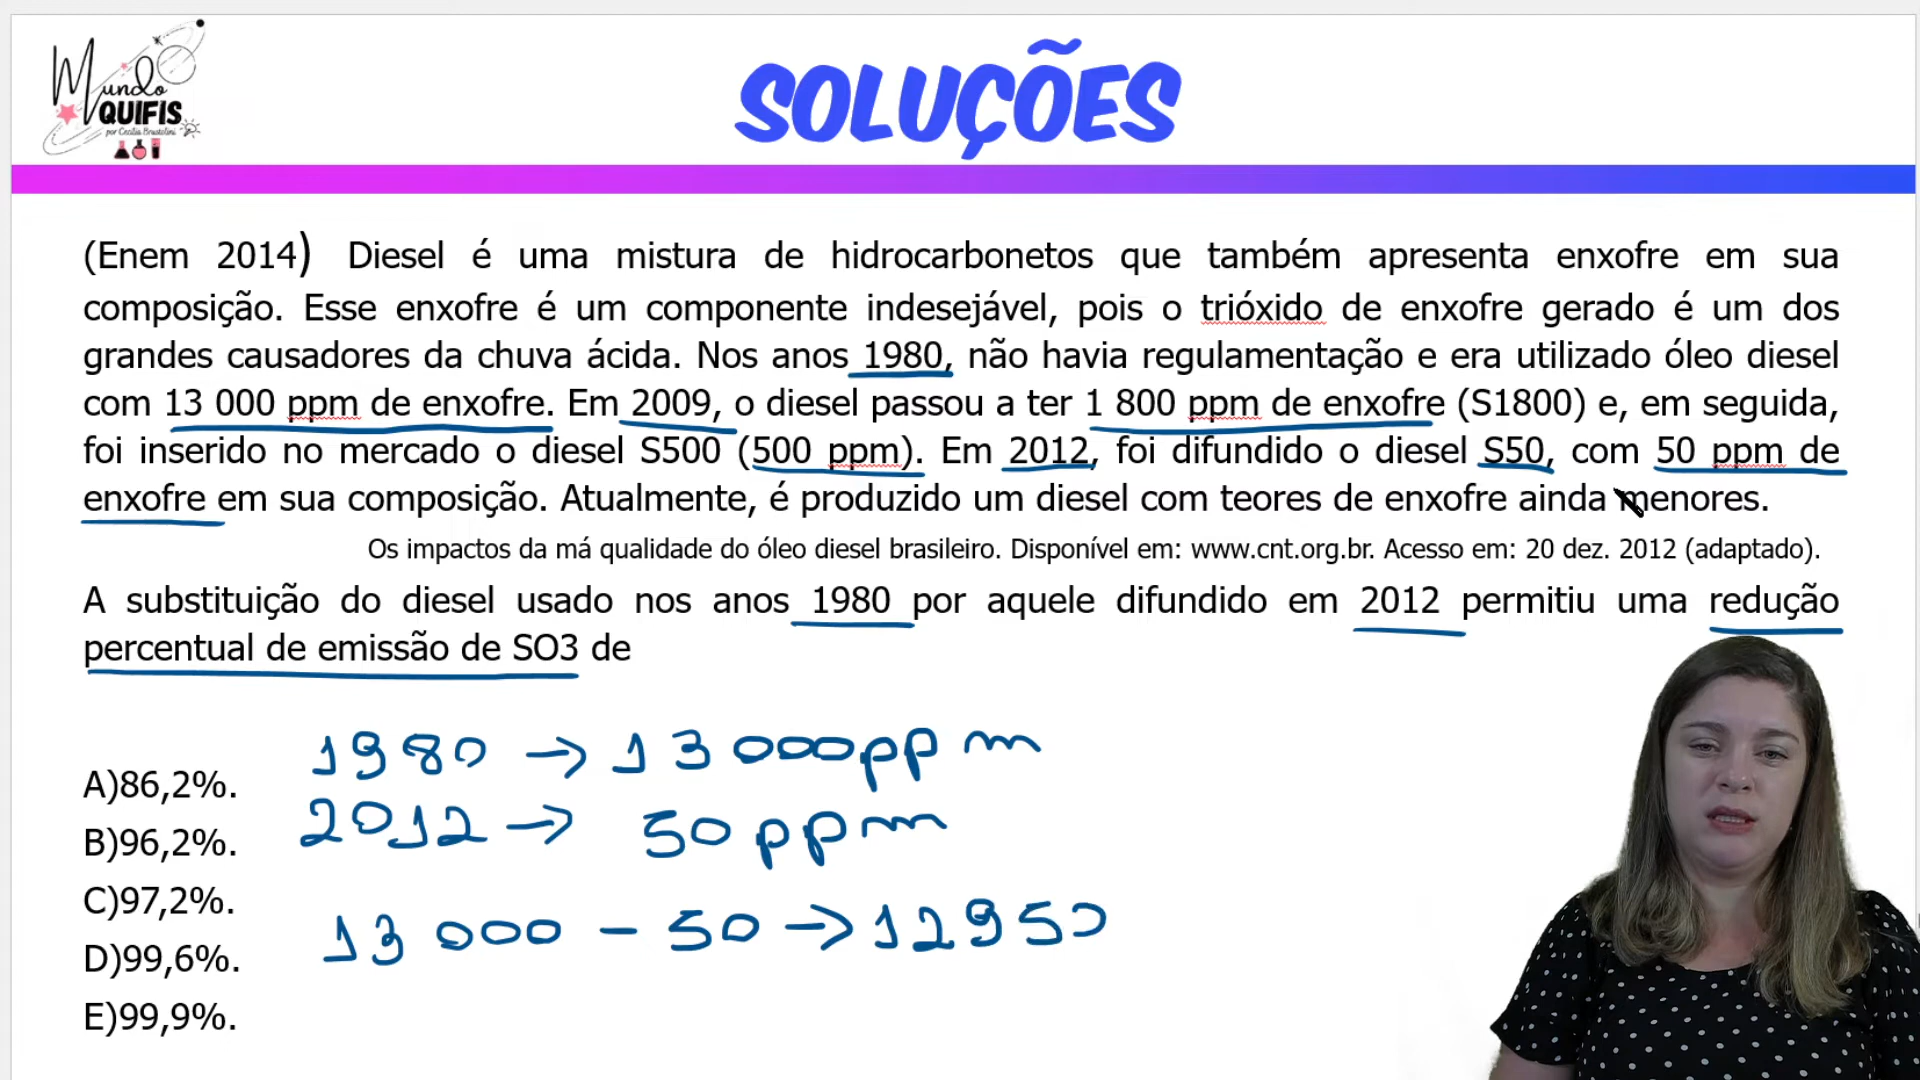 Mundo
QUIFIS
por Cecília Brustolini
SOLUÇÕES
(Enem 2014) Diesel é uma mistura de hidrocarbonetos que também apresenta enxofre em sua
composição. Esse enxofre é um componente indesejável, pois o trióxido de enxofre gerado é um dos
grandes causadores da chuva ácida. Nos anos 1980, não havia regulamentação e era utilizado óleo diesel
com 13 000 ppm de enxofre. Em 2009, o diesel passou a ter 1 800 ppm de enxofre (S1800) e, em seguida,
foi inserido no mercado o diesel S500 (500 ppm). Em 2012, foi difundido o diesel S50, com 50 ppm de
enxofre em sua composição. Atualmente, é produzido um diesel com teores de enxofre ainda menores.
Os impactos da má qualidade do óleo diesel brasileiro. Disponível em: www.cnt.org.br. Acesso em: 20 dez. 2012 (adaptado).
A substituição do diesel usado nos anos 1980 por aquele difundido em 2012 permitiu uma redução
percentual de emissão de SO3 de
1980 → 13 000ppm
A)86,2%.
2012 → 50 ppm
B)96,2%.
C)97,2%.
13 000 - 50 → 12950
D)99,6%.
E)99,9%.